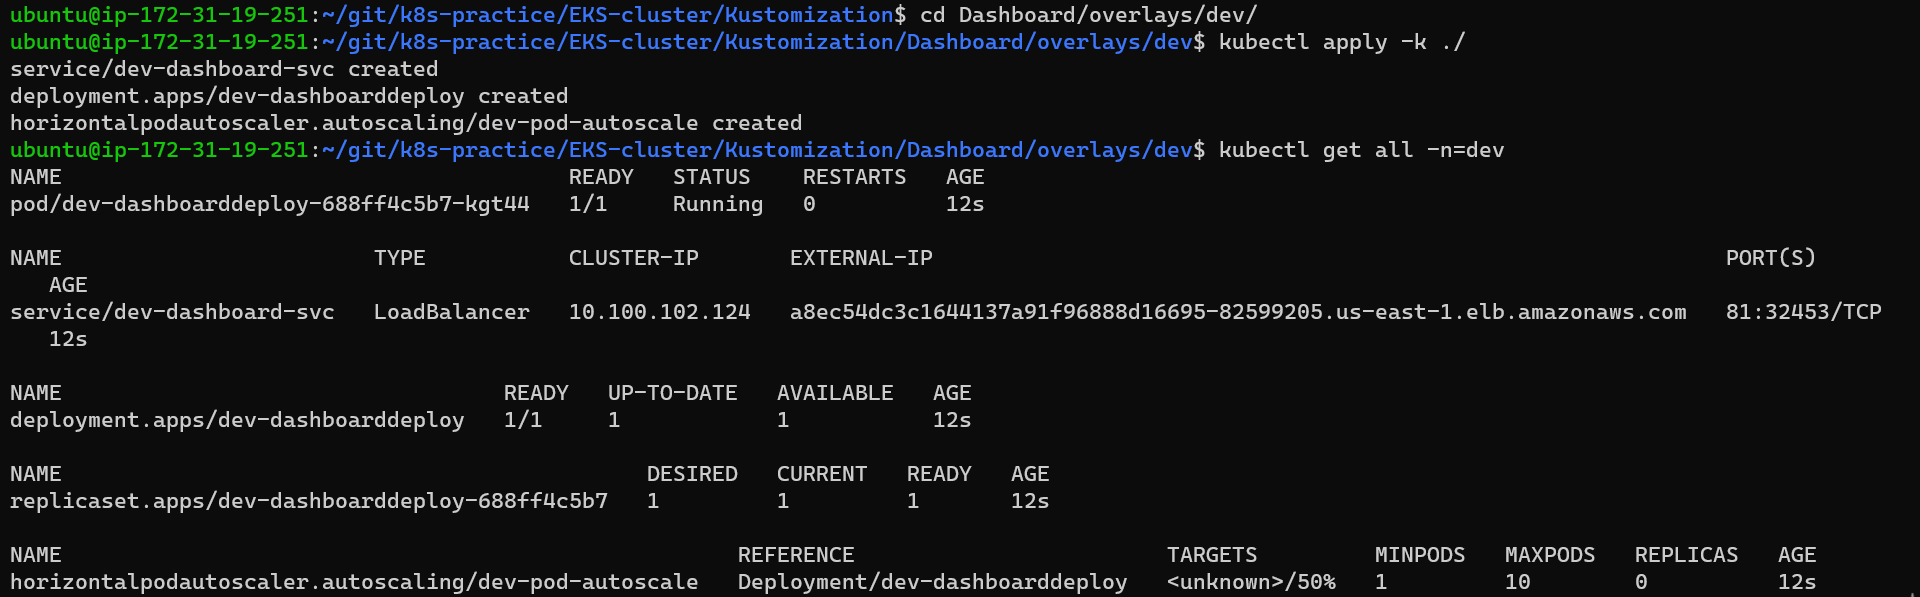 ubuntu@ip-172-31-19-251:~/git/k8s-practice/EKS-cluster/Kustomization$ cd Dashboard/overlays/dev/
ubuntu@ip-172-31-19-251:~/git/k8s-practice/EKS-cluster/Kustomization/Dashboard/overlays/dev$ kubectl apply -k ./
service/dev-dashboard-svc created
deployment.apps/dev-dashboarddeploy created
horizontalpodautoscaler.autoscaling/dev-pod-autoscale created
ubuntu@ip-172-31-19-251:~/git/k8s-practice/EKS-cluster/Kustomization/Dashboard/overlays/dev$ kubectl get all -n=dev
NAME                                       READY   STATUS    RESTARTS   AGE
pod/dev-dashboarddeploy-688ff4c5b7-kgt44   1/1     Running   0          12s

NAME                        TYPE           CLUSTER-IP       EXTERNAL-IP                                                             PORT(S)
   AGE
service/dev-dashboard-svc   LoadBalancer   10.100.102.124   a8ec54dc3c1644137a91f96888d16695-82599205.us-east-1.elb.amazonaws.com   81:32453/TCP
   12s

NAME                                  READY   UP-TO-DATE   AVAILABLE   AGE
deployment.apps/dev-dashboarddeploy   1/1     1            1           12s

NAME                                             DESIRED   CURRENT   READY   AGE
replicaset.apps/dev-dashboarddeploy-688ff4c5b7   1         1         1       12s

NAME                                                    REFERENCE                        TARGETS         MINPODS   MAXPODS   REPLICAS   AGE
horizontalpodautoscaler.autoscaling/dev-pod-autoscale   Deployment/dev-dashboarddeploy   <unknown>/50%   1         10        0          12s